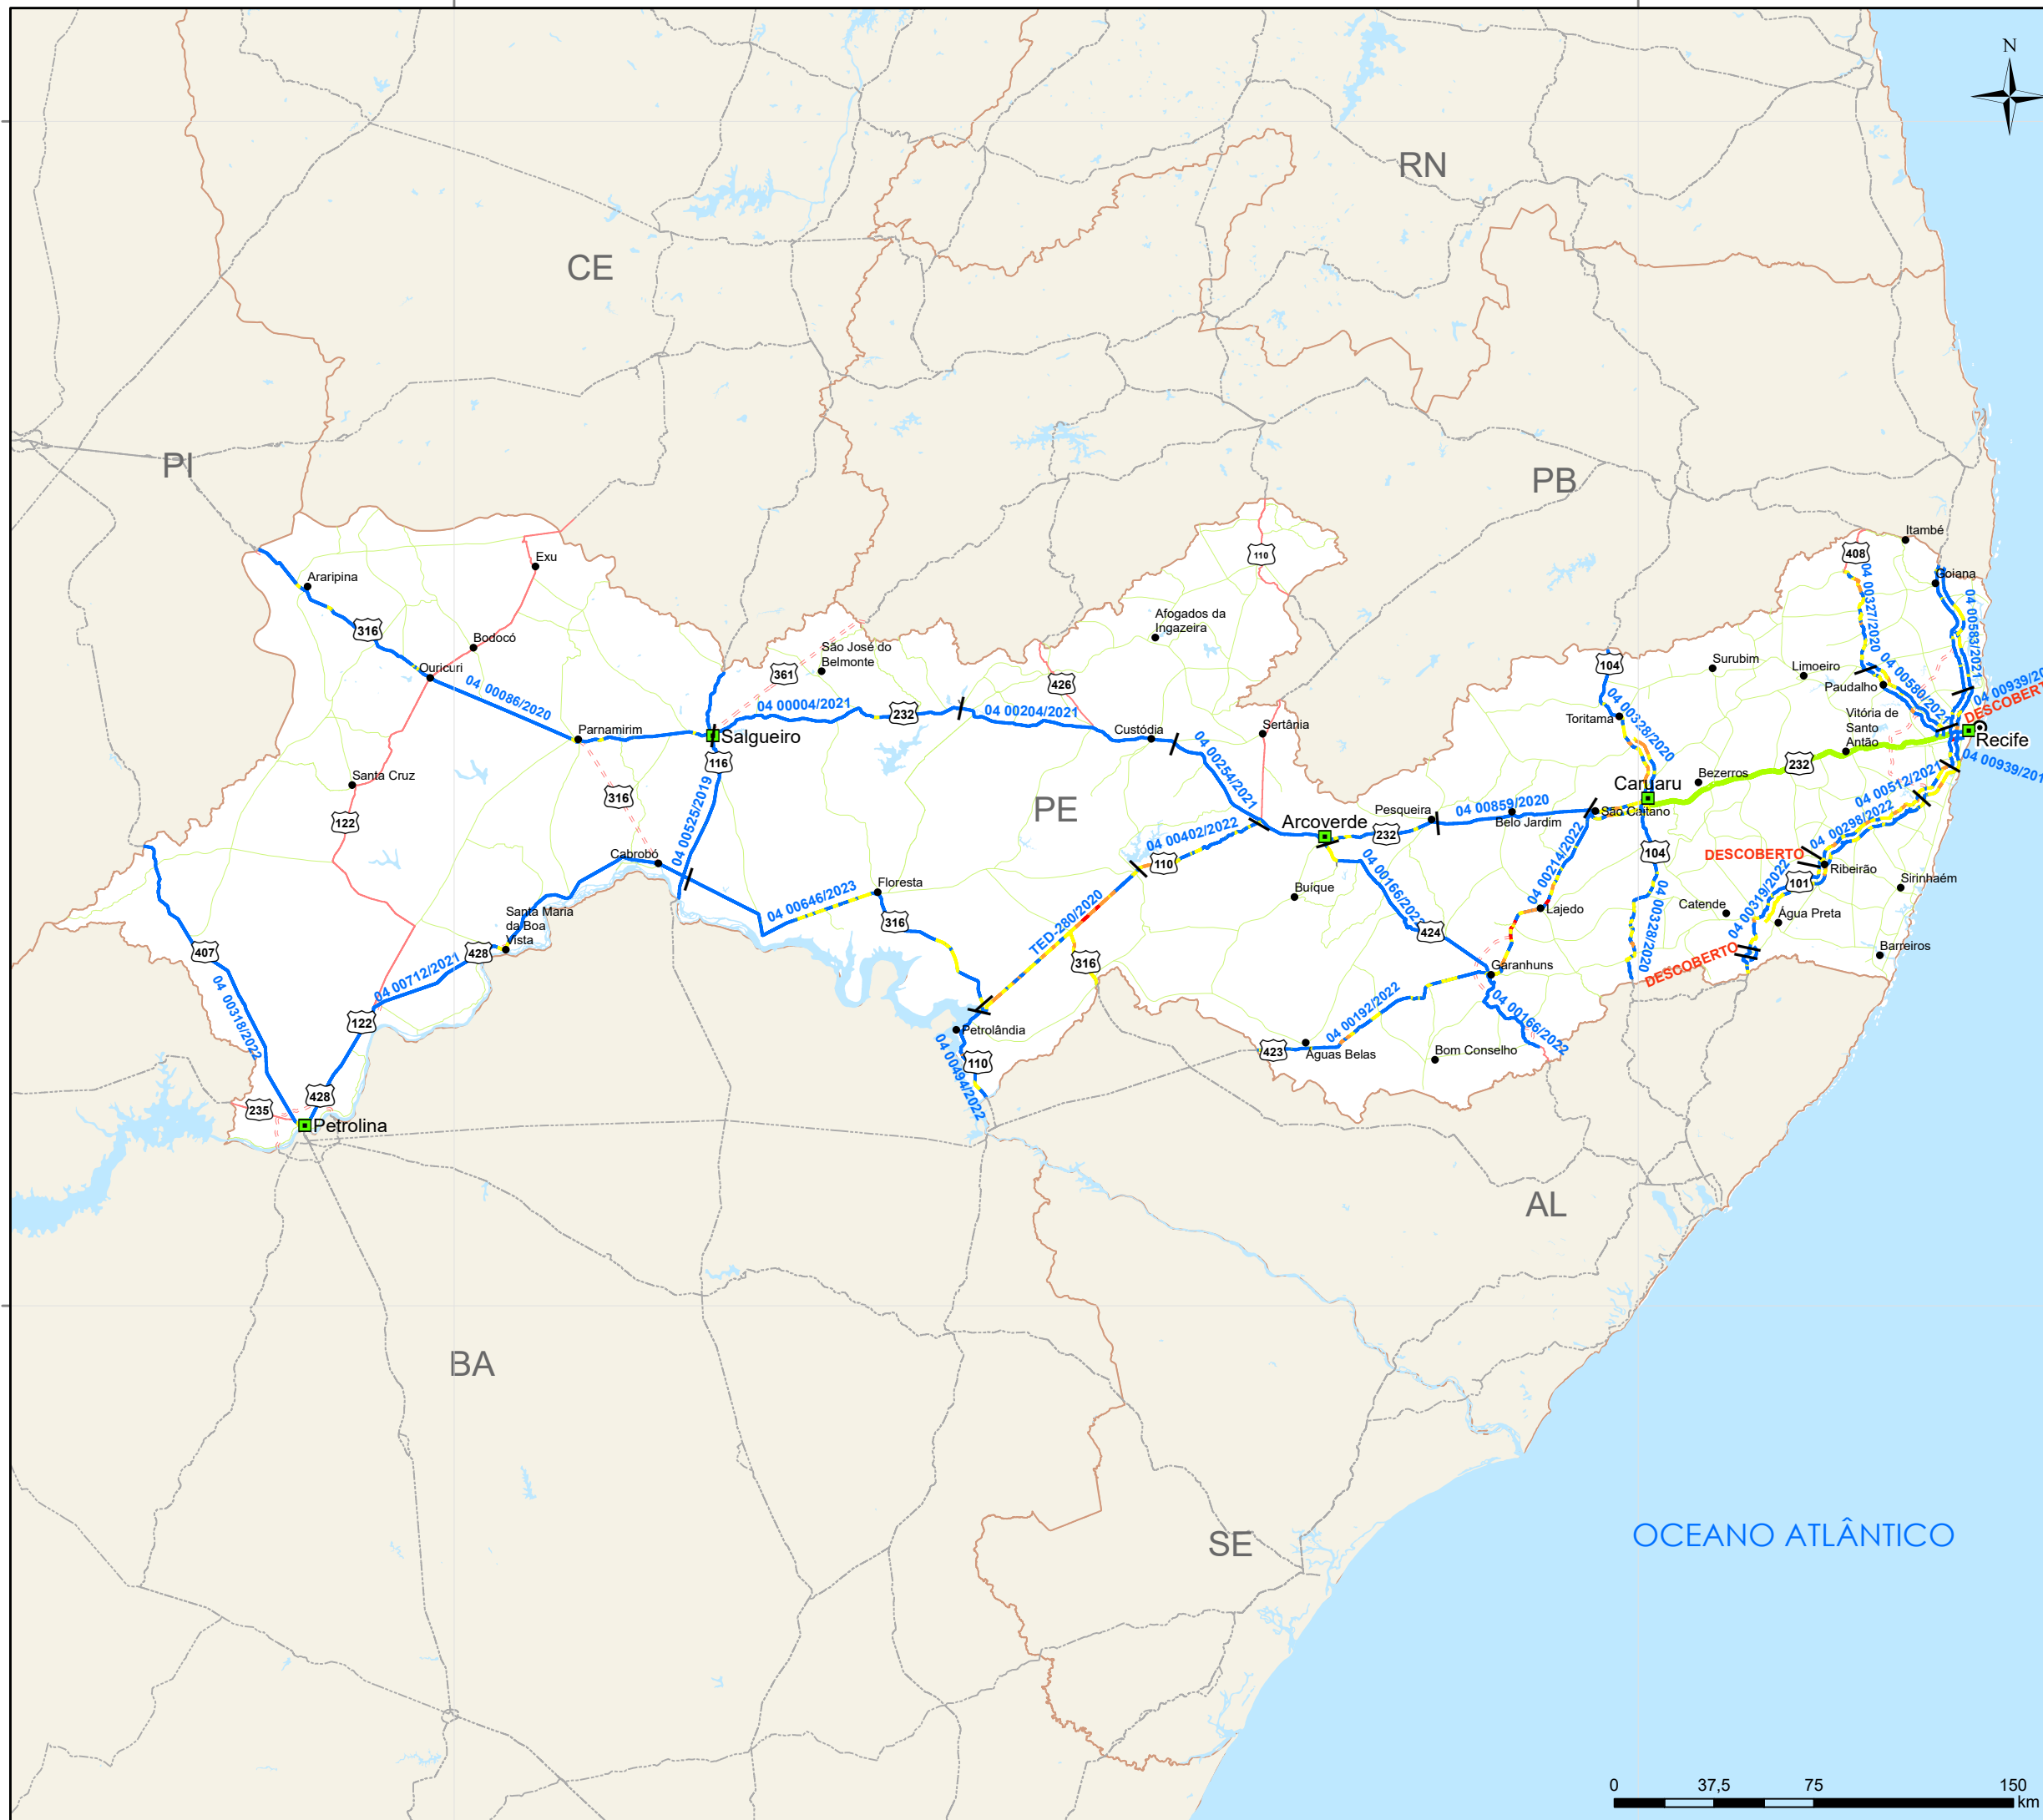 N
RN
CE
PI
PB
Itambé
408
110
Exu
Araripina
Goiana
04 00327/2020
04 00583/2021
Afogados da
Ingazeira
316
Bodocó
São José do
Belmonte
Surubim
Limoeiro
104
Ouricuri
361
426
Paudalho
04 00580/2021
04 00086/2020
04 00004/2021
232
04 00204/2021
Toritama
04 00328/2020
Vitória de
Santo
Antão
DESCOBERT
04 00939/20
Parnamirim
Salgueiro
Custódia
Sertânia
Recife
116
04 00254/2021
232
04 00939/201
Santa Cruz
316
Bezerros
Caruaru
04 00512/2021
122
04 00525/2019
PE
Pesqueira
04 00859/2020
São Caitano
Belo Jardim
Arcoverde
232
04 00402/2022
04 00298/2022
Cabrobó
110
04 00214/2022
104
DESCOBERTO
Ribeirão
Floresta
04 00646/2023
Buíque
04 00166/2022
101
Sirinhaém
04 00319/2022
Santa Maria
da Boa
Vista
316
TED-280/2020
Lajedo
04 00328/2020
Catende
Água Preta
424
407
428
316
Garanhuns
DESCOBERTO
Barreiros
04 00712/2021
04 00318/2022
122
Petrolândia
04 00192/2022
04 00166/2022
423
Águas Belas
Bom Conselho
04 00494/2022
110
428
235
Petrolina
AL
BA
SE
OCEANO ATLÂNTICO
0 37,5 75 150
km